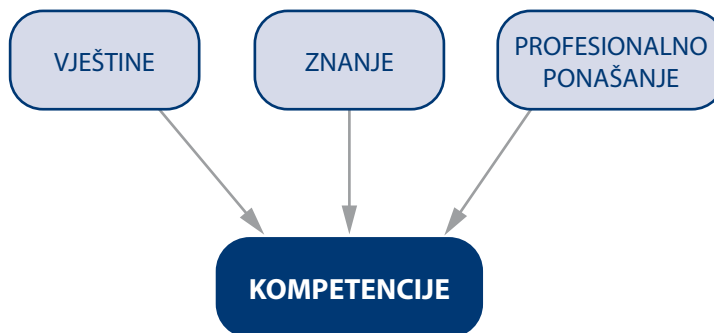 VJEŠTINE
ZNANJE
PROFESIONALNO
PONAŠANJE
KOMPETENCIJE